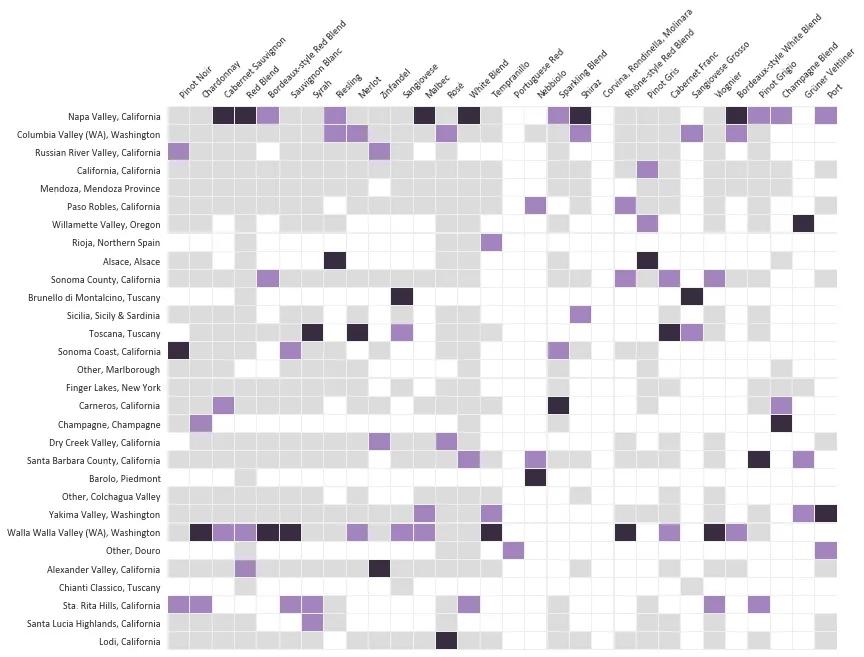 Pinot Noir
Chardonnay
Cabernet Sauvignon
Red Blend
Bordeaux-style Red Blend
Sauvignon Blanc
Syrah
Riesling
Merlot
Zinfandel
Sangiovese
Malbec
Rosé
White Blend
Tempranillo
Portuguese Red
Nebbiolo
Sparkling Blend
Shiraz
Corvina, Rondinella, Molinara
Rhône-style Red Blend
Pinot Gris
Cabernet Franc
Sangiovese Grosso
Viognier
Bordeaux-style White Blend
Pinot Grigio
Champagne Blend
Grüner Veltliner
Port
Napa Valley, California
Columbia Valley (WA), Washington
Russian River Valley, California
California, California
Mendoza, Mendoza Province
Paso Robles, California
Willamette Valley, Oregon
Rioja, Northern Spain
Alsace, Alsace
Sonoma County, California
Brunello di Montalcino, Tuscany
Sicilia, Sicily & Sardinia
Toscana, Tuscany
Sonoma Coast, California
Other, Marlborough
Finger Lakes, New York
Carneros, California
Champagne, Champagne
Dry Creek Valley, California
Santa Barbara County, California
Barolo, Piedmont
Other, Colchagua Valley
Yakima Valley, Washington
Walla Walla Valley (WA), Washington
Other, Douro
Alexander Valley, California
Chianti Classico, Tuscany
Sta. Rita Hills, California
Santa Lucia Highlands, California
Lodi, California